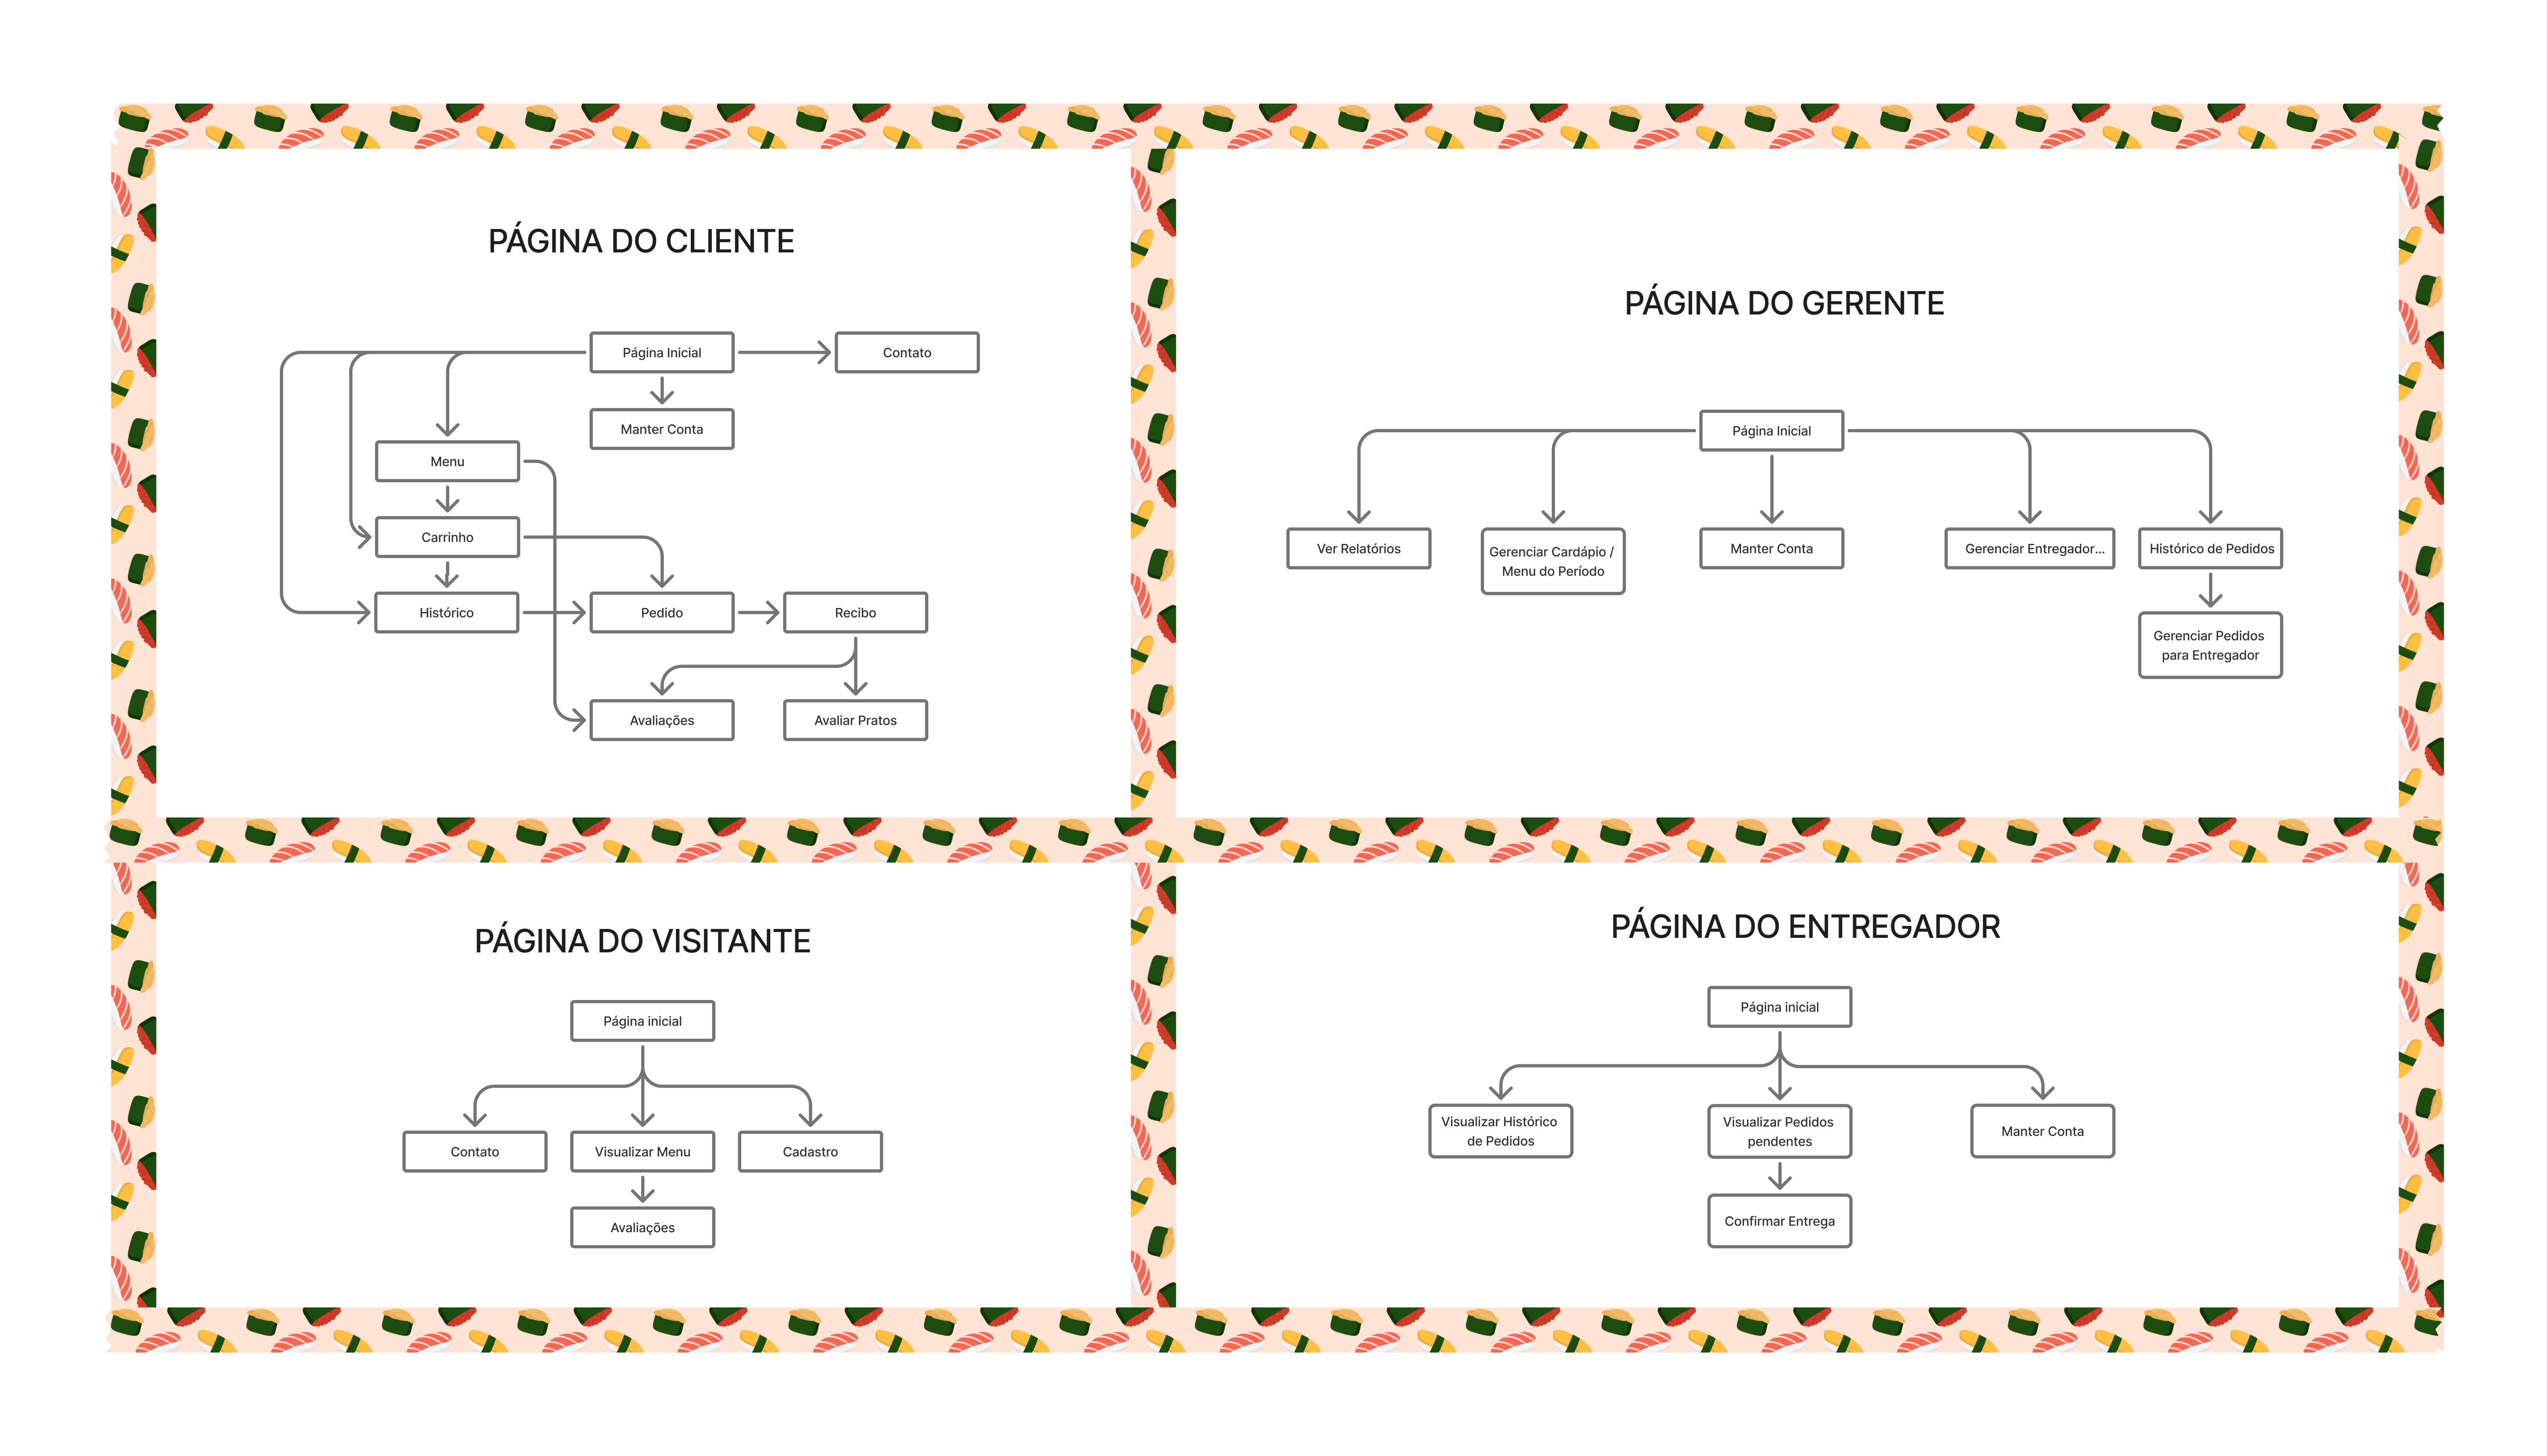 PÁGINA DO CLIENTE
Página Inicial
Contato
Manter Conta
Menu
Carrinho
Histórico
Pedido
Recibo
Avaliações
Avaliar Pratos
PÁGINA DO GERENTE
Página Inicial
Ver Relatórios
Gerenciar Cardápio /
Menu do Período
Manter Conta
Gerenciar Entregador...
Histórico de Pedidos
Gerenciar Pedidos
para Entregador
PÁGINA DO VISITANTE
Página inicial
Contato
Visualizar Menu
Cadastro
Avaliações
PÁGINA DO ENTREGADOR
Página inicial
Visualizar Histórico
de Pedidos
Visualizar Pedidos
pendentes
Manter Conta
Confirmar Entrega